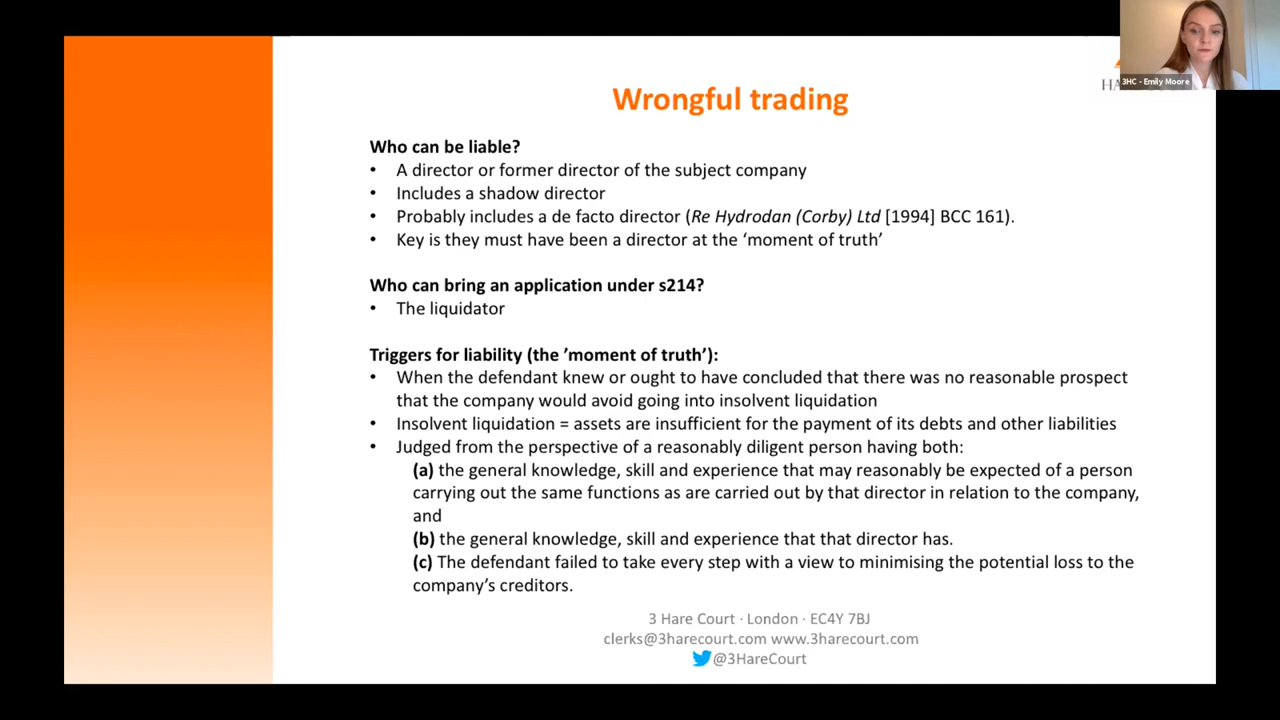 3HC - Emily Moore
Wrongful trading
Who can be liable?
• A director or former director of the subject company
• Includes a shadow director
• Probably includes a de facto director (Re Hydrodan (Corby) Ltd [1994] BCC 161).
• Key is they must have been a director at the ‘moment of truth’
Who can bring an application under s214?
• The liquidator
Triggers for liability (the ’moment of truth’):
• When the defendant knew or ought to have concluded that there was no reasonable prospect
that the company would avoid going into insolvent liquidation
• Insolvent liquidation = assets are insufficient for the payment of its debts and other liabilities
• Judged from the perspective of a reasonably diligent person having both:
(a) the general knowledge, skill and experience that may reasonably be expected of a person
carrying out the same functions as are carried out by that director in relation to the company,
and
(b) the general knowledge, skill and experience that that director has.
(c) The defendant failed to take every step with a view to minimising the potential loss to the
company’s creditors.
3 Hare Court · London · EC4Y 7BJ
clerks@3harecourt.com www.3harecourt.com
@3HareCourt